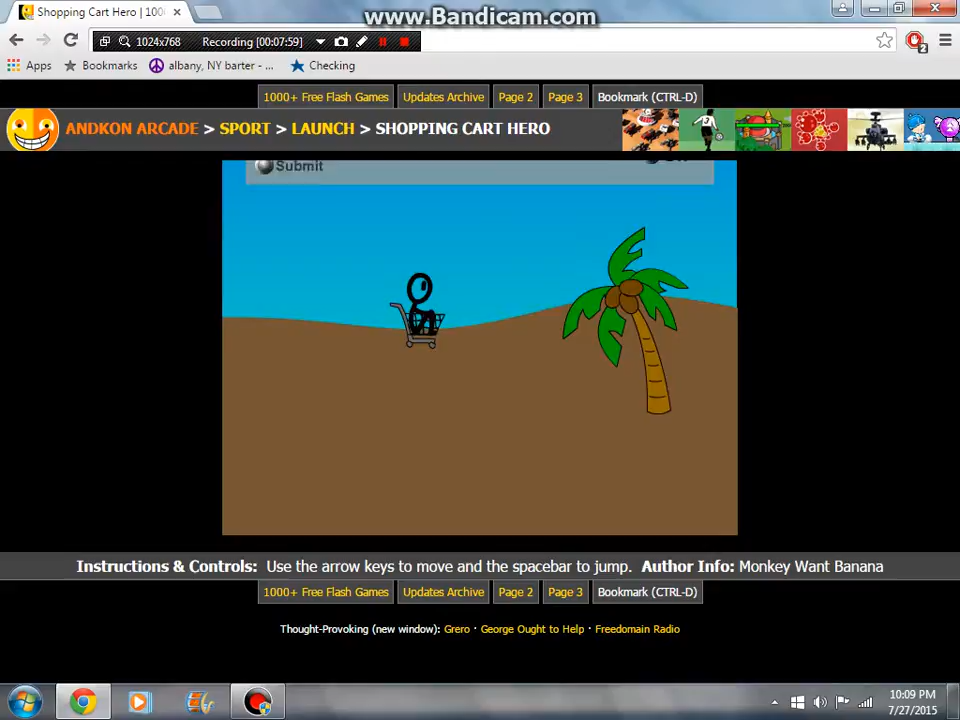 www.Bandicam.com
Shopping Cart Hero | 100
1024x768 Recording [00:07:59]
2
Apps Bookmarks albany, NY barter - ... Checking
1000+ Free Flash Games Updates Archive Page 2 Page 3 Bookmark (CTRL-D)
ANDKON ARCADE > SPORT > LAUNCH > SHOPPING CART HERO
Submit
Instructions & Controls: Use the arrow keys to move and the spacebar to jump. Author Info: Monkey Want Banana
1000+ Free Flash Games Updates Archive Page 2 Page 3 Bookmark (CTRL-D)
Thought-Provoking (new window): Grero · George Ought to Help · Freedomain Radio
10:09 PM
7/27/2015